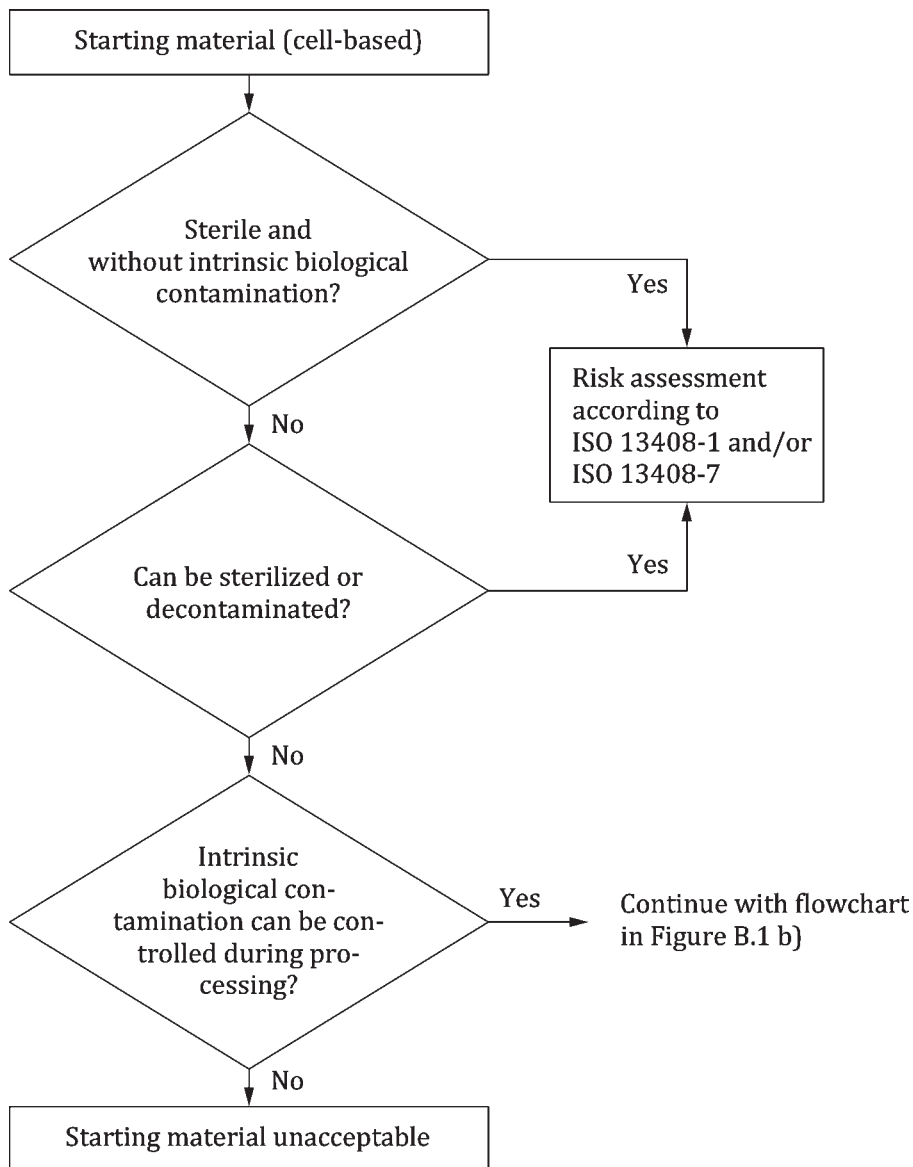 Starting material (cell-based)
Sterile and
without intrinsic biological
contamination?
Yes
Risk assessment
according to
ISO 13408-1 and/or
ISO 13408-7
No
Can be sterilized or
decontaminated?
Yes
No
Intrinsic
biological con-
tamination can be con-
trolled during pro-
cessing?
Yes
Continue with flowchart
in Figure B.1 b)
No
Starting material unacceptable